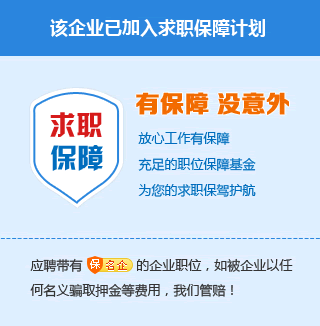 该企业已加入求职保障计划
求职
保障
有保障 没意外
放心工作有保障
充足的职位保障基金
为您的求职保驾护航
应聘带有 保 名企 的企业职位，如被企业以任
何名义骗取押金等费用，我们管赔！